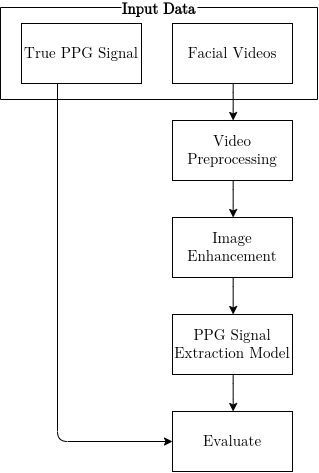 Input Data
True PPG Signal
Facial Videos
Video
Preprocessing
Image
Enhancement
PPG Signal
Extraction Model
Evaluate